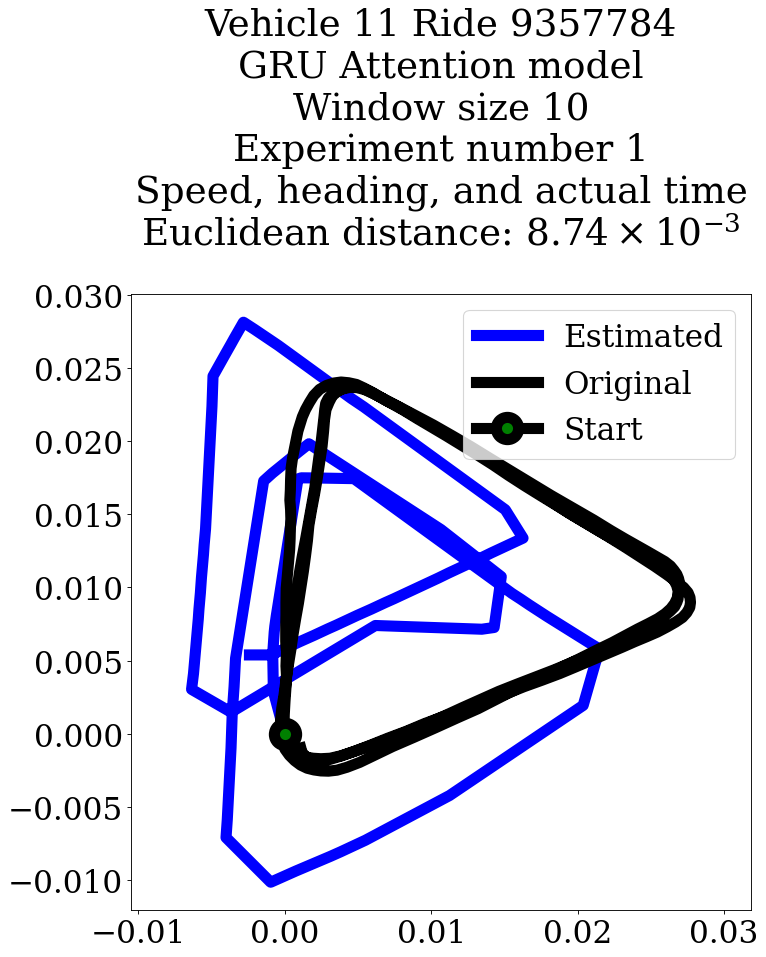 Vehicle 11 Ride 9357784
GRU Attention model
Window size 10
Experiment number 1
Speed, heading, and actual time
Euclidean distance: 8.74 × 10⁻³
0.030
0.025
0.020
0.015
0.010
0.005
0.000
−0.005
−0.010
Estimated
Original
Start
−0.01
0.00
0.01
0.02
0.03